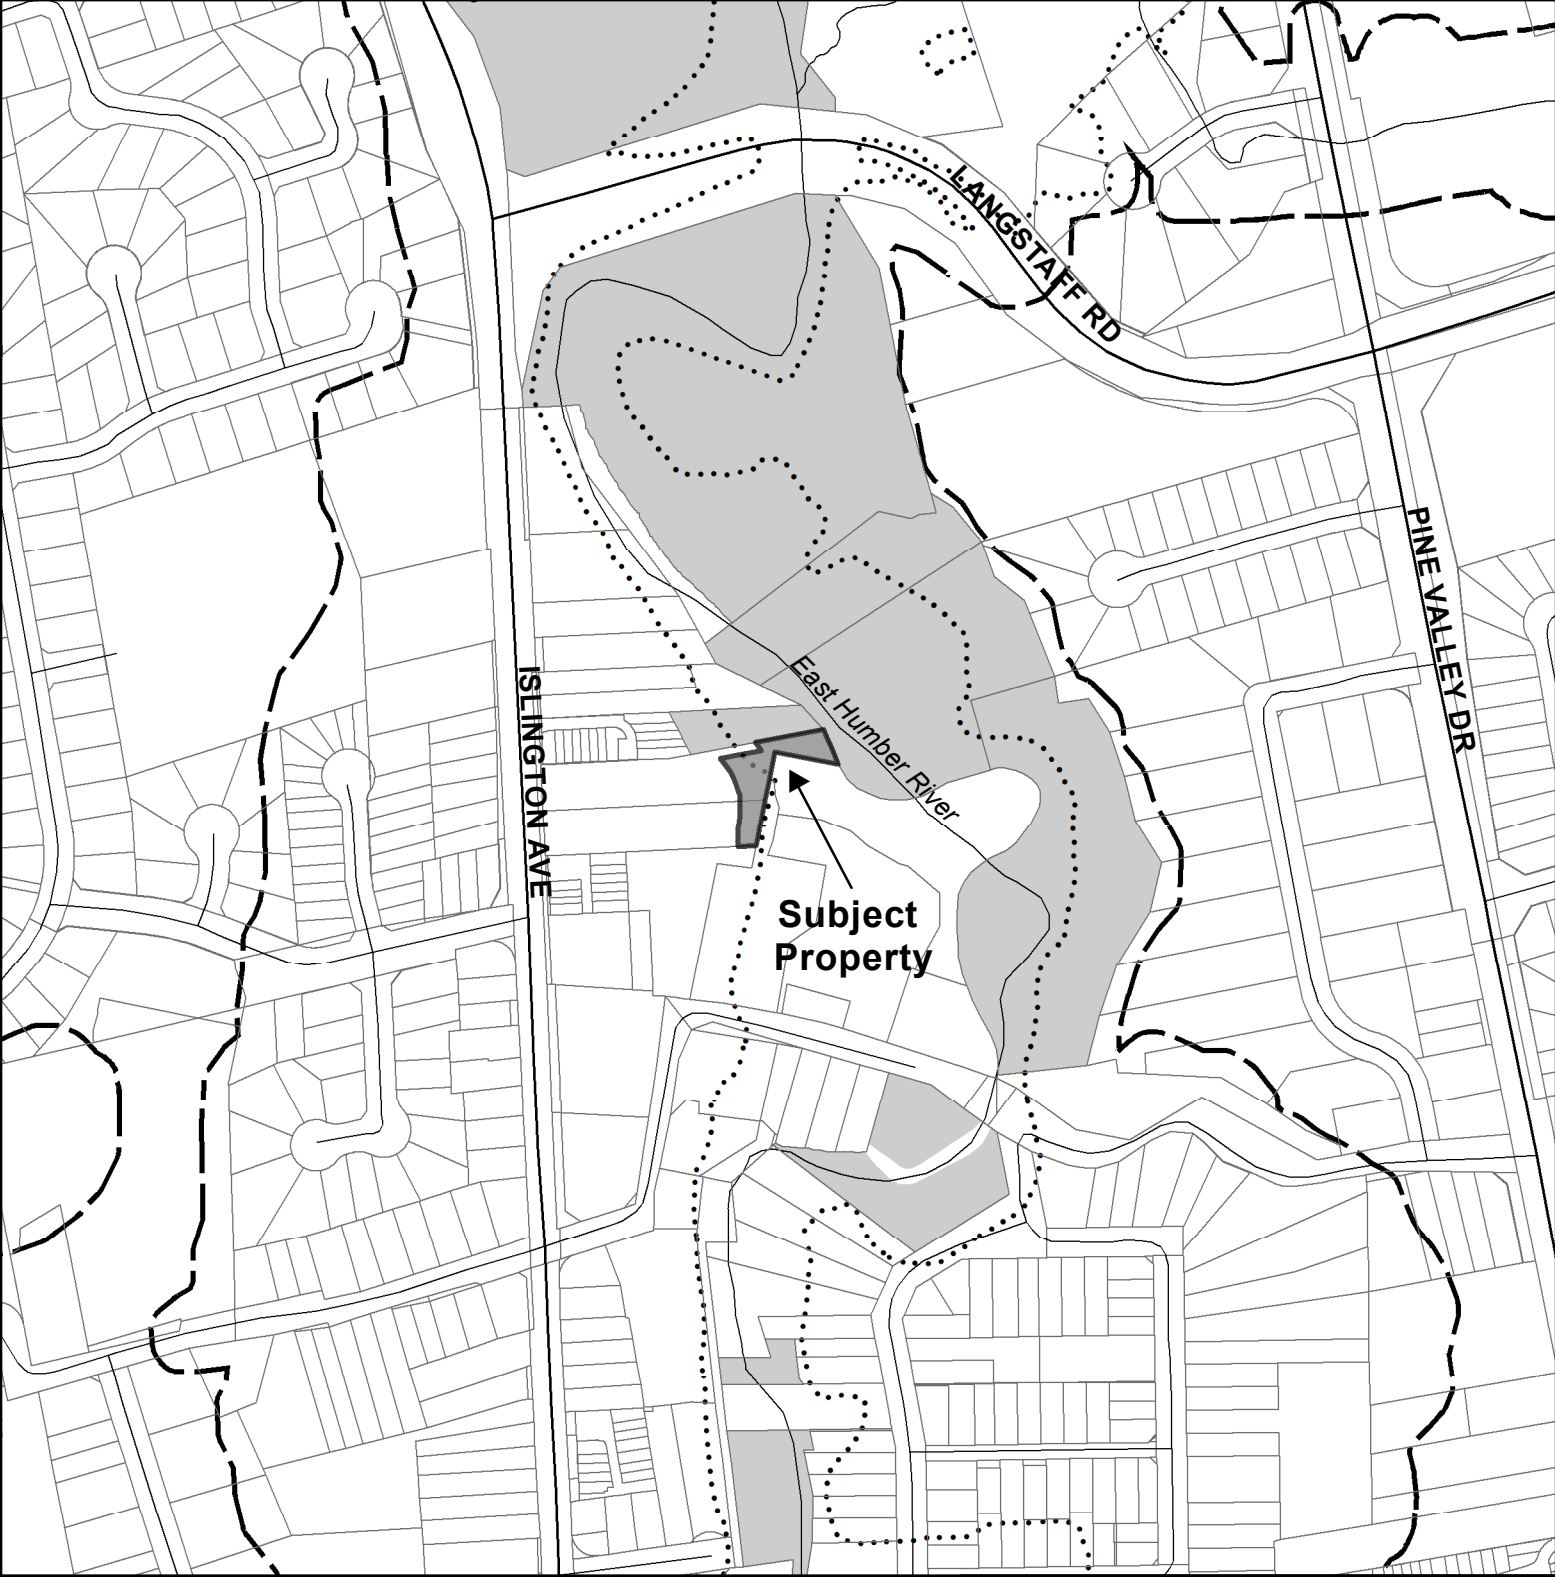 LANGSTAFF RD
PINE VALLEY DR
ISLINGTON AVE
East Humber River
Subject
Property